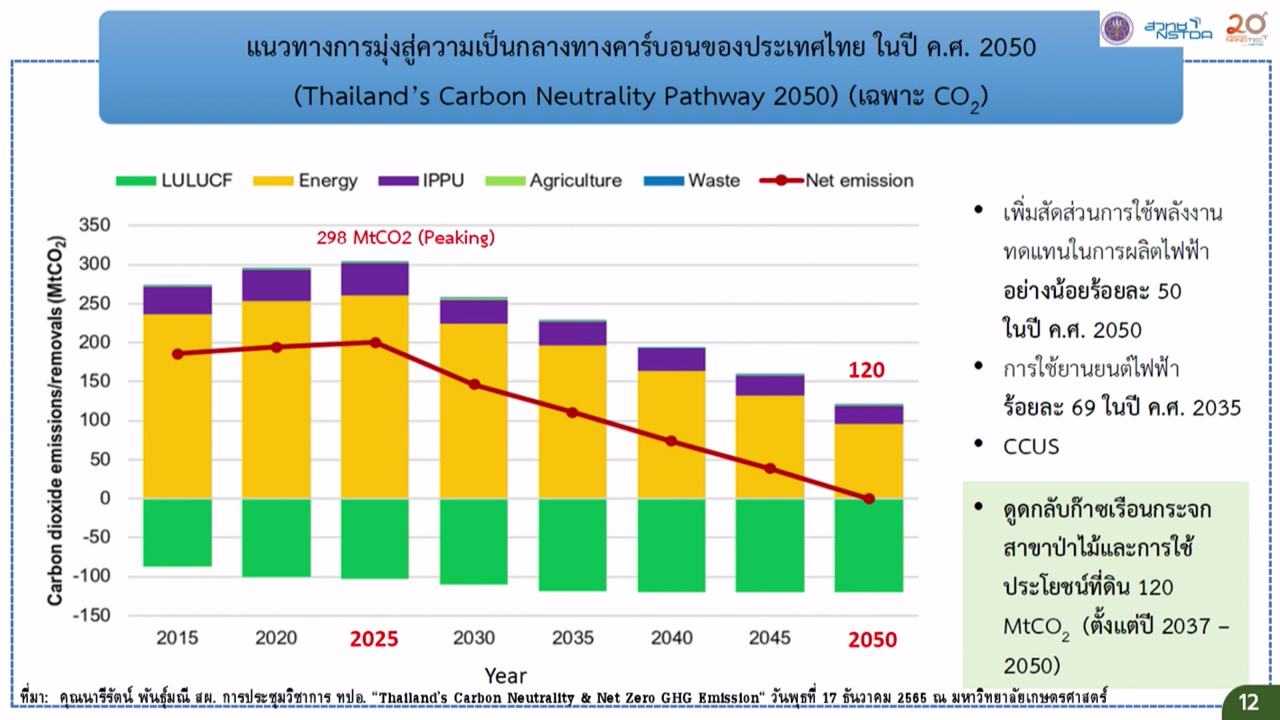 แนวทางการมุ่งสู่ความเป็นกลางทางคาร์บอนของประเทศไทย ในปี ค.ศ. 2050
(Thailand's Carbon Neutrality Pathway 2050) (เฉพาะ CO₂)
สวทช
NSTDA
20
NANOTEC
LULUCF Energy IPPU Agriculture Waste Net emission
298 MtCO2 (Peaking)
Carbon dioxide emissions/removals (MtCO₂)
350
300
250
200
150
100
50
0
-50
-100
-150
120
2015 2020 2025 2030 2035 2040 2045 2050
Year
• เพิ่มสัดส่วนการใช้พลังงาน
ทดแทนในการผลิตไฟฟ้า
อย่างน้อยร้อยละ 50
ในปี ค.ศ. 2050
• การใช้ยานยนต์ไฟฟ้า
ร้อยละ 69 ในปี ค.ศ. 2035
• CCUS
• ดูดกลับก๊าซเรือนกระจก
สาขาป่าไม้และการใช้
ประโยชน์ที่ดิน 120
MtCO₂ (ตั้งแต่ปี 2037 –
2050)
ที่มา: คุณนารีรัตน์ พันธุ์มณี สผ. การประชุมวิชาการ ทปอ. "Thailand's Carbon Neutrality & Net Zero GHG Emission" วันพุธที่ 17 ธันวาคม 2565 ณ มหาวิทยาลัยเกษตรศาสตร์
12